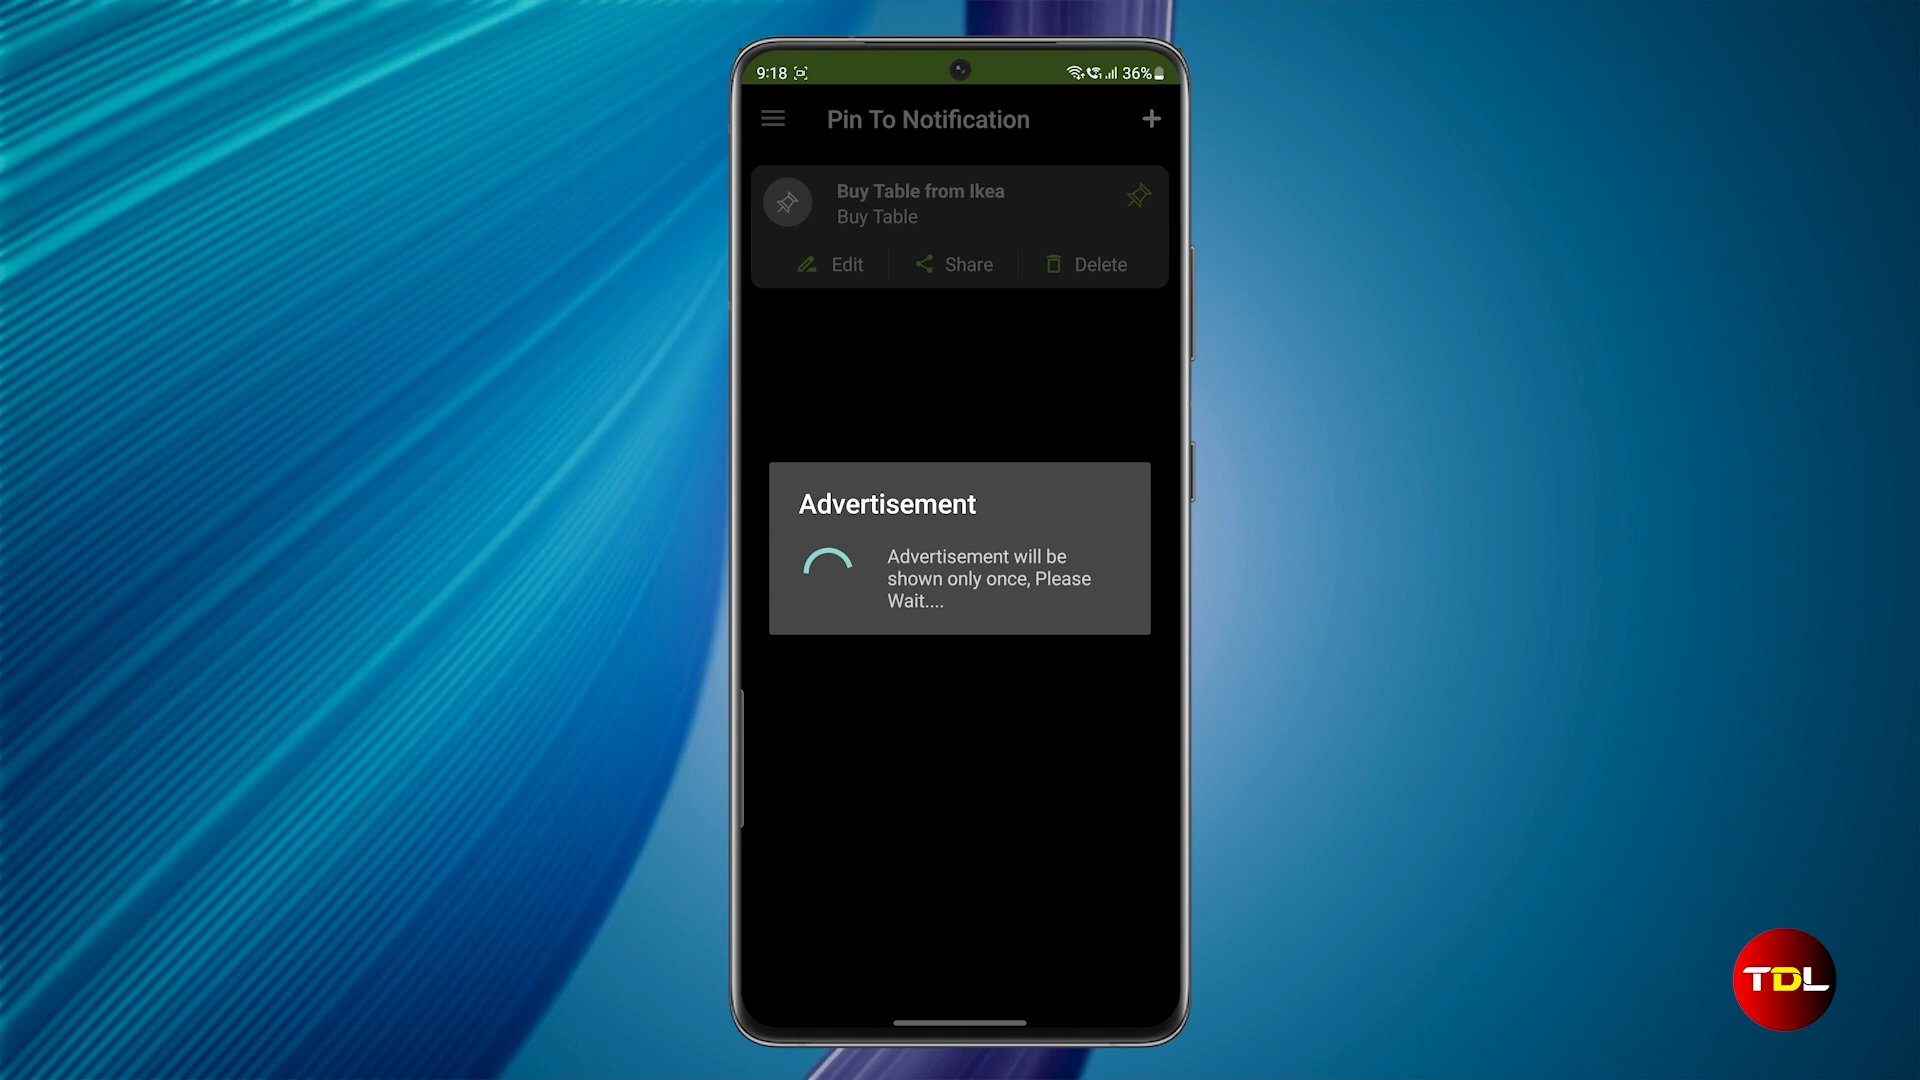 9:18
36%
Pin To Notification
Buy Table from Ikea
Buy Table
Edit
Share
Delete
Advertisement
Advertisement will be
shown only once, Please
Wait....
TDL